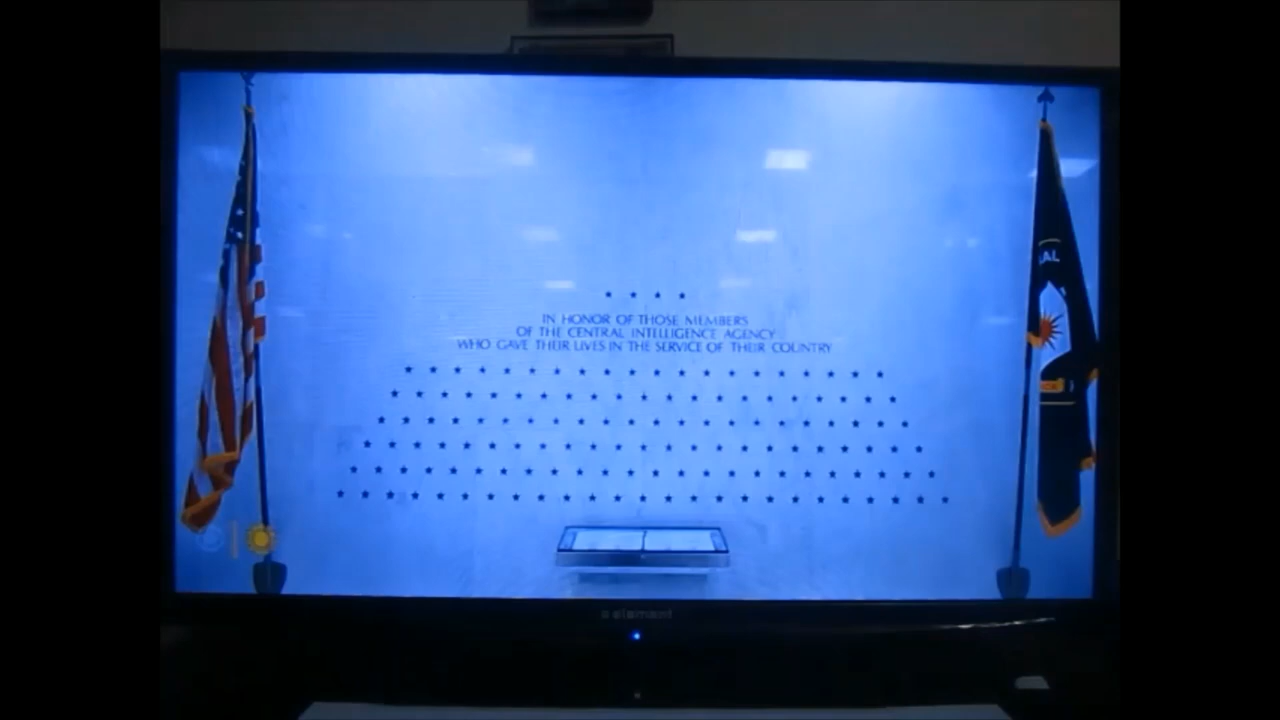 IN HONOR OF THOSE MEMBERS
OF THE CENTRAL INTELLIGENCE AGENCY
WHO GAVE THEIR LIVES IN THE SERVICE OF THEIR COUNTRY
element